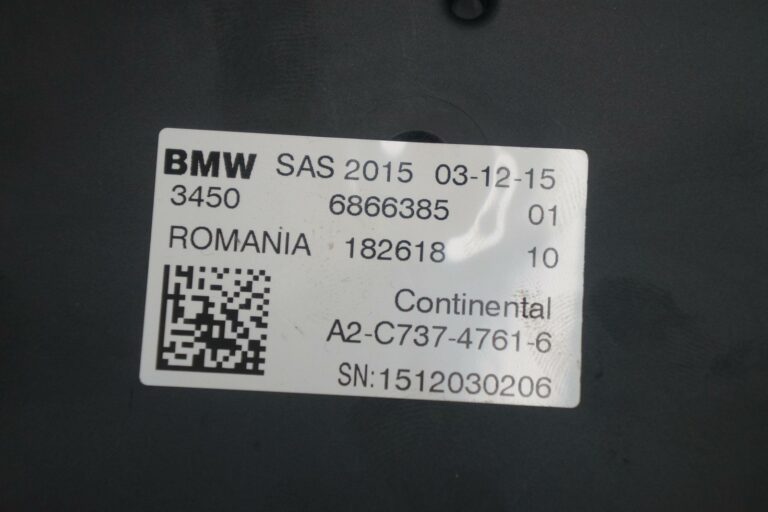 BMW SAS 2015 03-12-15
3450 6866385 01
ROMANIA 182618 10
Continental
A2-C737-4761-6
SN:1512030206